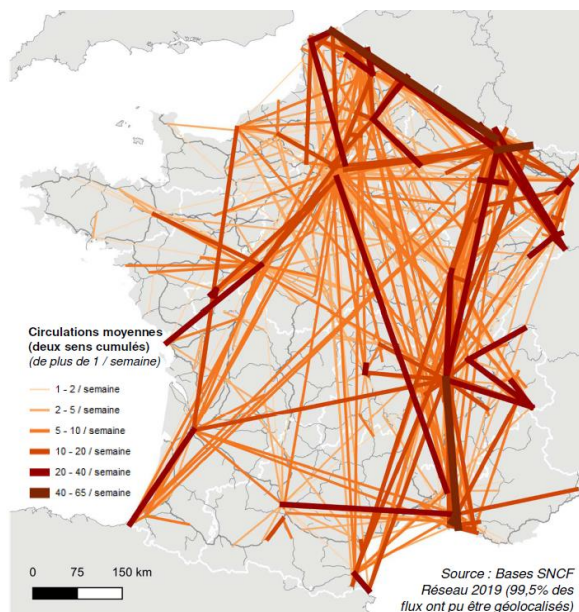 Circulations moyennes
(deux sens cumulés)
(de plus de 1 / semaine)
1 - 2 / semaine
2 - 5 / semaine
5 - 10 / semaine
10 - 20 / semaine
20 - 40 / semaine
40 - 65 / semaine
0 75 150 km
Source : Bases SNCF
Réseau 2019 (99,5% des
flux ont pu être géolocalisés)